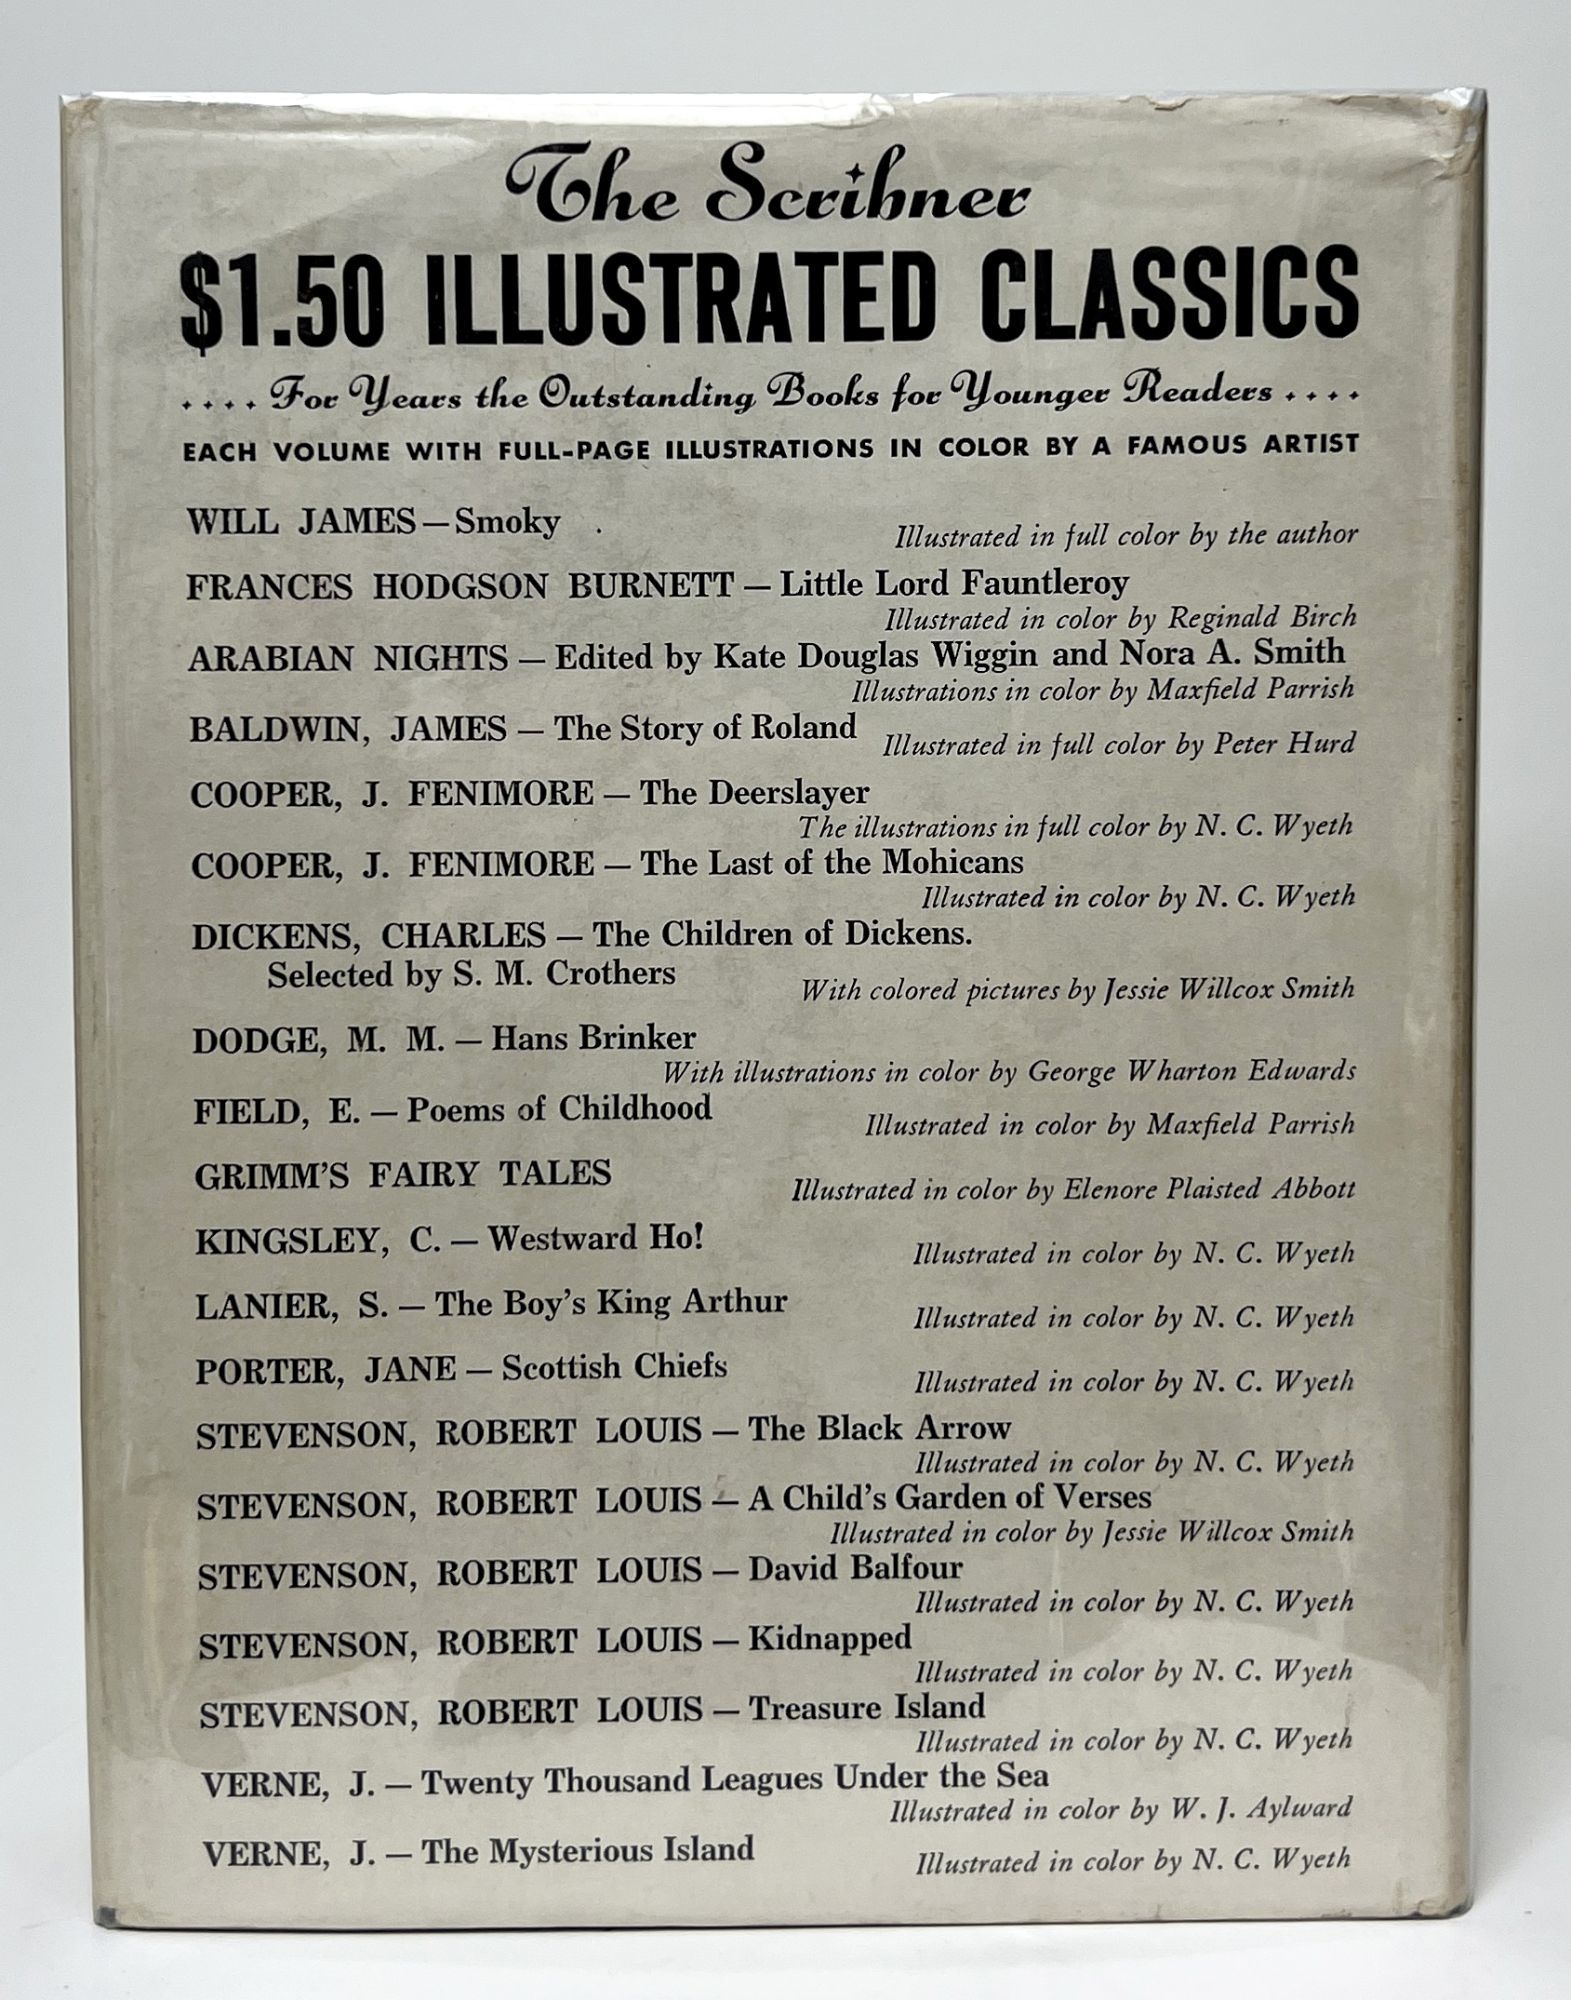 The Scribner
$1.50 ILLUSTRATED CLASSICS
.... For Years the Outstanding Books for Younger Readers ....
EACH VOLUME WITH FULL-PAGE ILLUSTRATIONS IN COLOR BY A FAMOUS ARTIST
WILL JAMES — Smoky
Illustrated in full color by the author
FRANCES HODGSON BURNETT — Little Lord Fauntleroy
Illustrated in color by Reginald Birch
ARABIAN NIGHTS — Edited by Kate Douglas Wiggin and Nora A. Smith
Illustrations in color by Maxfield Parrish
BALDWIN, JAMES — The Story of Roland
Illustrated in full color by Peter Hurd
COOPER, J. FENIMORE — The Deerslayer
The illustrations in full color by N. C. Wyeth
COOPER, J. FENIMORE — The Last of the Mohicans
Illustrated in color by N. C. Wyeth
DICKENS, CHARLES — The Children of Dickens.
Selected by S. M. Crothers
With colored pictures by Jessie Willcox Smith
DODGE, M. M. — Hans Brinker
With illustrations in color by George Wharton Edwards
FIELD, E. — Poems of Childhood
Illustrated in color by Maxfield Parrish
GRIMM'S FAIRY TALES
Illustrated in color by Elenore Plaisted Abbott
KINGSLEY, C. — Westward Ho!
Illustrated in color by N. C. Wyeth
LANIER, S. — The Boy's King Arthur
Illustrated in color by N. C. Wyeth
PORTER, JANE — Scottish Chiefs
Illustrated in color by N. C. Wyeth
STEVENSON, ROBERT LOUIS — The Black Arrow
Illustrated in color by N. C. Wyeth
STEVENSON, ROBERT LOUIS — A Child's Garden of Verses
Illustrated in color by Jessie Willcox Smith
STEVENSON, ROBERT LOUIS — David Balfour
Illustrated in color by N. C. Wyeth
STEVENSON, ROBERT LOUIS — Kidnapped
Illustrated in color by N. C. Wyeth
STEVENSON, ROBERT LOUIS — Treasure Island
Illustrated in color by N. C. Wyeth
VERNE, J. — Twenty Thousand Leagues Under the Sea
Illustrated in color by W. J. Aylward
VERNE, J. — The Mysterious Island
Illustrated in color by N. C. Wyeth